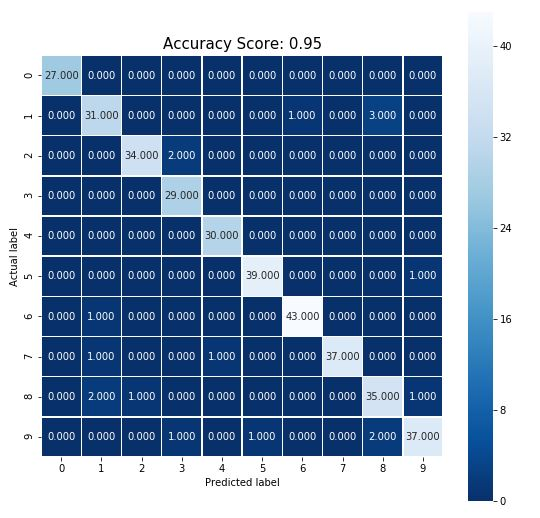 Accuracy Score: 0.95
0 27.000 0.000 0.000 0.000 0.000 0.000 0.000 0.000 0.000 0.000
1 0.000 31.000 0.000 0.000 0.000 0.000 1.000 0.000 3.000 0.000
2 0.000 0.000 34.000 2.000 0.000 0.000 0.000 0.000 0.000 0.000
3 0.000 0.000 0.000 29.000 0.000 0.000 0.000 0.000 0.000 0.000
4 0.000 0.000 0.000 0.000 30.000 0.000 0.000 0.000 0.000 0.000
5 0.000 0.000 0.000 0.000 0.000 39.000 0.000 0.000 0.000 1.000
6 0.000 1.000 0.000 0.000 0.000 0.000 43.000 0.000 0.000 0.000
7 0.000 1.000 0.000 0.000 1.000 0.000 0.000 37.000 0.000 0.000
8 0.000 2.000 1.000 0.000 0.000 0.000 0.000 0.000 35.000 1.000
9 0.000 0.000 0.000 1.000 0.000 1.000 0.000 0.000 2.000 37.000
0 1 2 3 4 5 6 7 8 9
Predicted label
Actual label
40
32
24
16
8
0